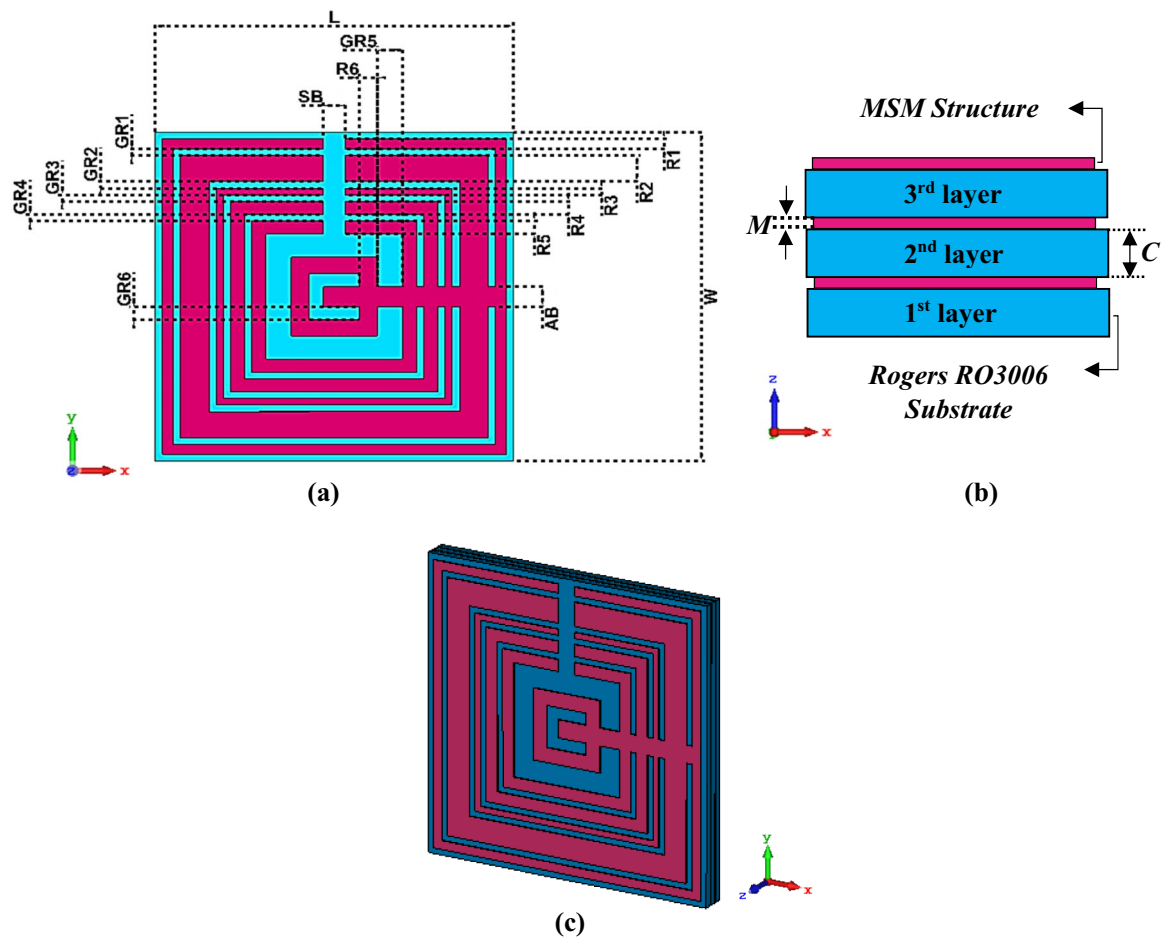 L
GR5
R6
SB
GR1
GR2
GR3
GR4
GR6
R1
R2
R3
R4
R5
AB
W
y
z
x
(a)
MSM Structure
3rd layer
M
2nd layer
C
1st layer
Rogers RO3006
Substrate
z
y
x
(b)
y
z
x
(c)